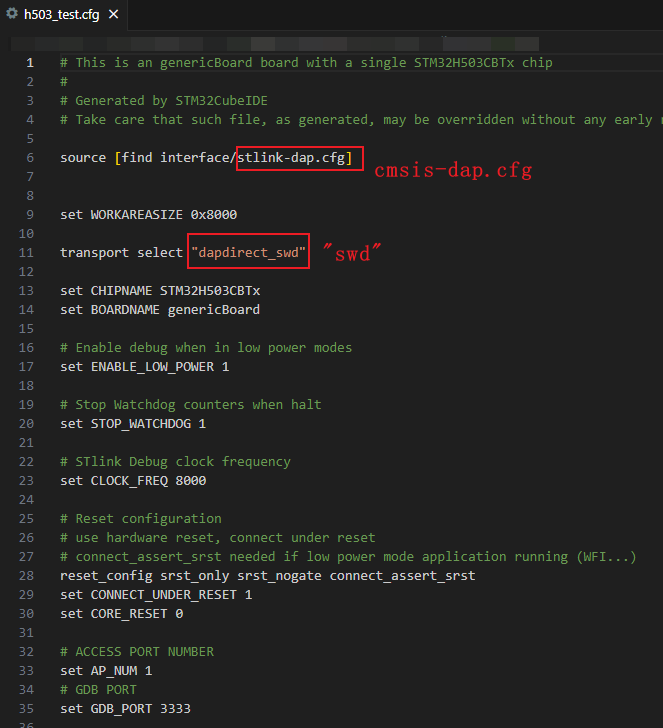 h503_test.cfg
1 # This is an genericBoard board with a single STM32H503CBTx chip
2 #
3 # Generated by STM32CubeIDE
4 # Take care that such file, as generated, may be overridden without any early
5
6 source [find interface/stlink-dap.cfg]
cmsis-dap.cfg
7
8
9 set WORKAREASIZE 0x8000
10
11 transport select "dapdirect_swd"
"swd"
12
13 set CHIPNAME STM32H503CBTx
14 set BOARDNAME genericBoard
15
16 # Enable debug when in low power modes
17 set ENABLE_LOW_POWER 1
18
19 # Stop Watchdog counters when halt
20 set STOP_WATCHDOG 1
21
22 # STlink Debug clock frequency
23 set CLOCK_FREQ 8000
24
25 # Reset configuration
26 # use hardware reset, connect under reset
27 # connect_assert_srst needed if low power mode application running (WFI...)
28 reset_config srst_only srst_nogate connect_assert_srst
29 set CONNECT_UNDER_RESET 1
30 set CORE_RESET 0
31
32 # ACCESS PORT NUMBER
33 set AP_NUM 1
34 # GDB PORT
35 set GDB_PORT 3333